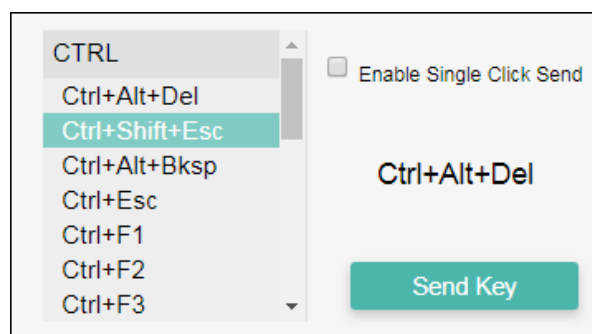 CTRL
Ctrl+Alt+Del
Ctrl+Shift+Esc
Ctrl+Alt+Bksp
Ctrl+Esc
Ctrl+F1
Ctrl+F2
Ctrl+F3
Enable Single Click Send
Ctrl+Alt+Del
Send Key